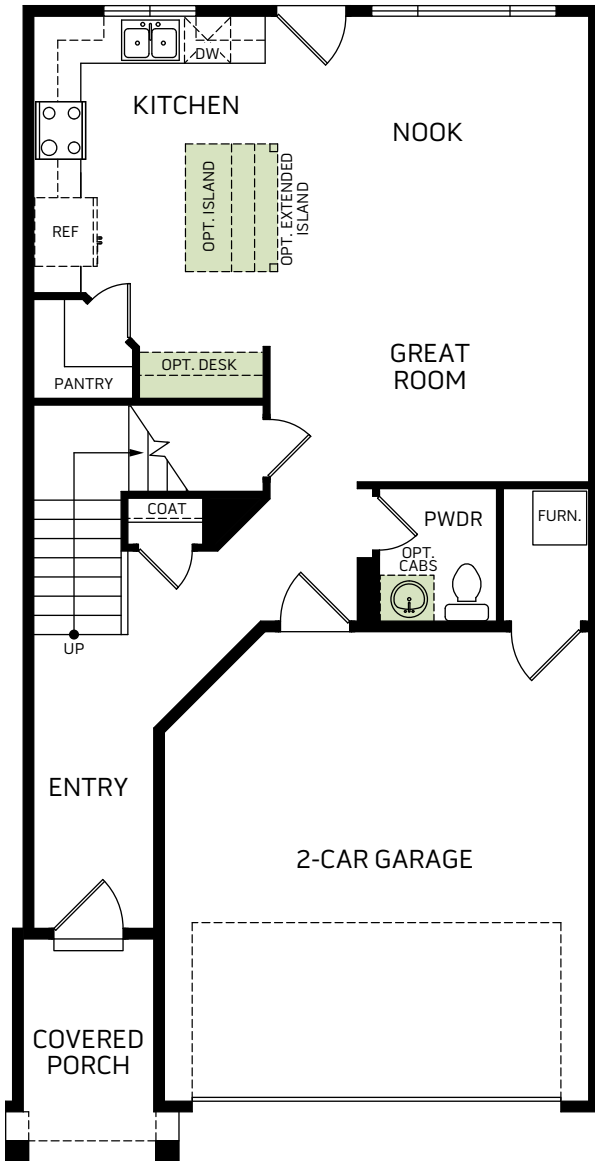 DW
KITCHEN
NOOK
OPT. ISLAND
OPT. EXTENDED
ISLAND
REF
GREAT
ROOM
OPT. DESK
PANTRY
COAT
PWDR
FURN.
OPT.
CABS
UP
ENTRY
2-CAR GARAGE
COVERED
PORCH